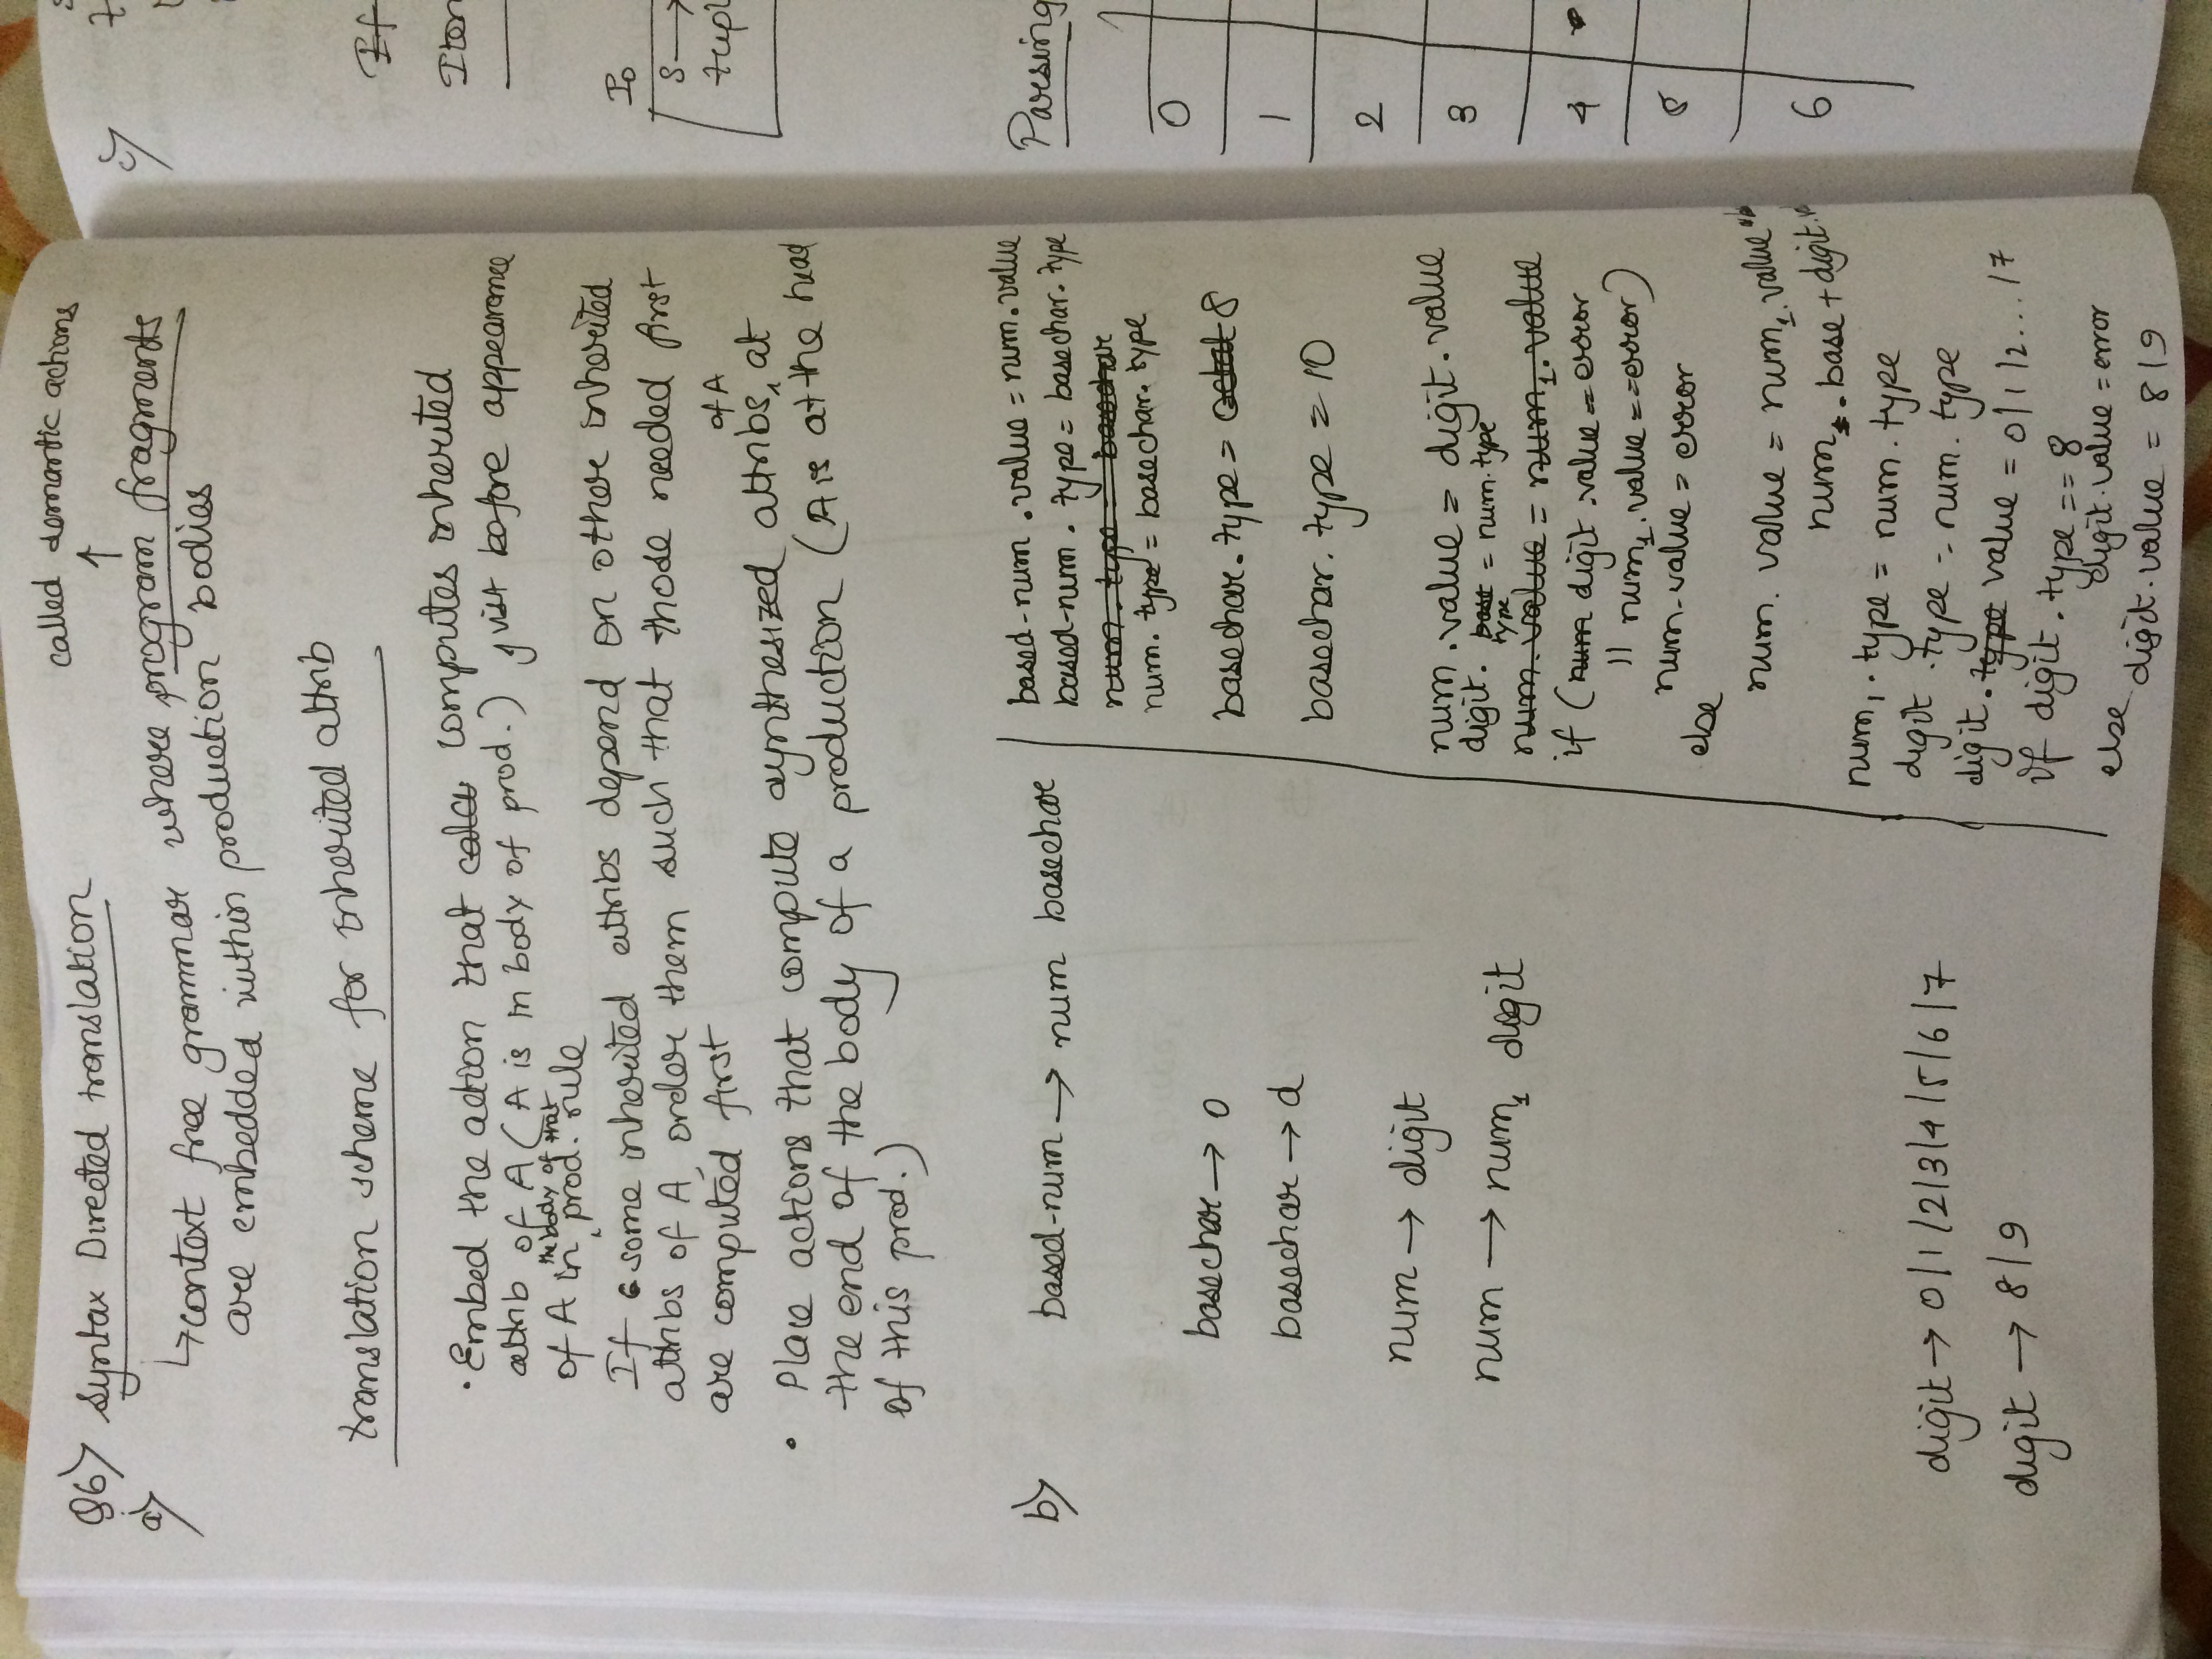 called semantic actions
↑
Q6) Syntax Directed translation
a)
↳ context free grammar where program fragments
are embedded within production bodies
translation scheme for inherited attrib
• Embed the action that computes inherited
attrib of A (A is in body of prod.) just before appearance
of A in the body of that prod. rule
If some inherited attribs depend on other inherited
attribs of A, order them such that those needed first
are computed first
• Place actions that compute synthesized attribs of A, at
the end of the body of a production (A is at the head
of this prod.)
b) based-num → num basechar
based-num.value = num.value
based-num.type = basechar.type
num.type = basechar
num.type = basechar.type
basechar → o
basechar.type = octal 8
basechar → d
basechar.type = 10
num → digit
num.value = digit.value
digit. base type = num.type
num → num₁ digit
num.value = num₁.value
if (num digit.value == error
|| num₁.value == error)
num.value = error
else
num.value = num₁.value *
num.base + digit.
num₁.type = num.type
digit.type = num.type
digit → 0|1|2|3|4|5|6|7
digit.type value = 0|1|2...|7
digit → 8|9
if digit.type == 8
digit.value = error
else
digit.value = 8|9
c)
If
I₀
S →
Parsing
0
1
2
3
4
5
6